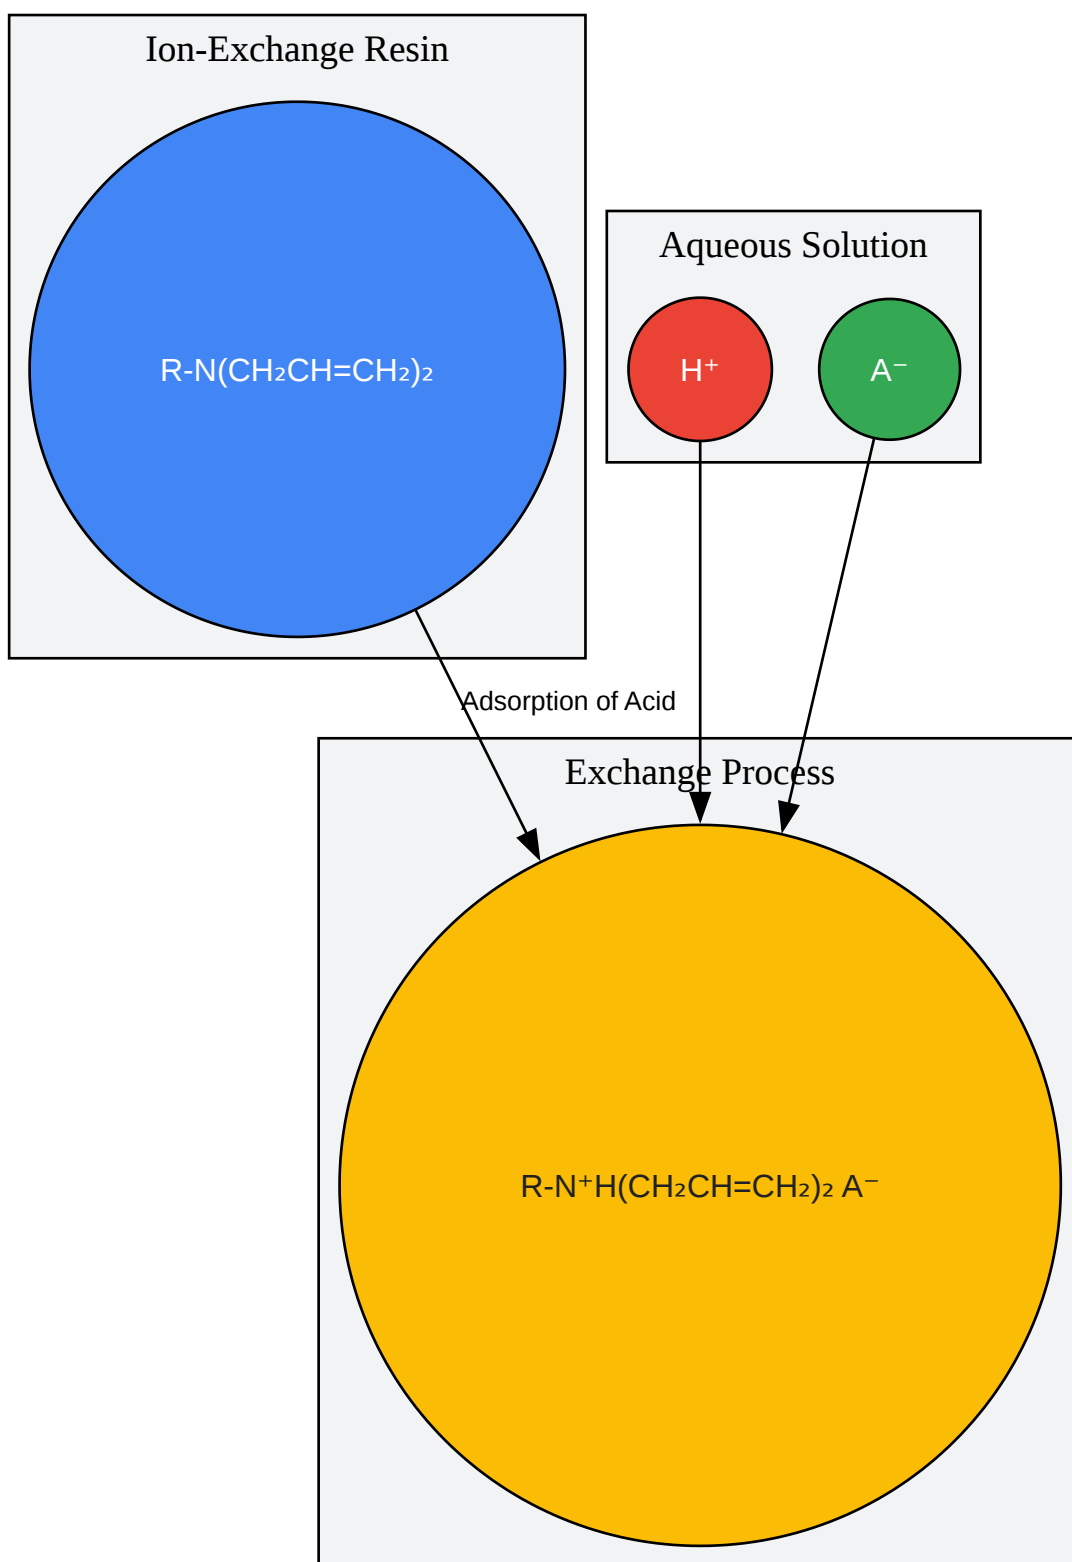 Ion-Exchange Resin
R-N(CH₂CH=CH₂)₂
Aqueous Solution
H⁺
A⁻
Adsorption of Acid
Exchange Process
R-N⁺H(CH₂CH=CH₂)₂ A⁻